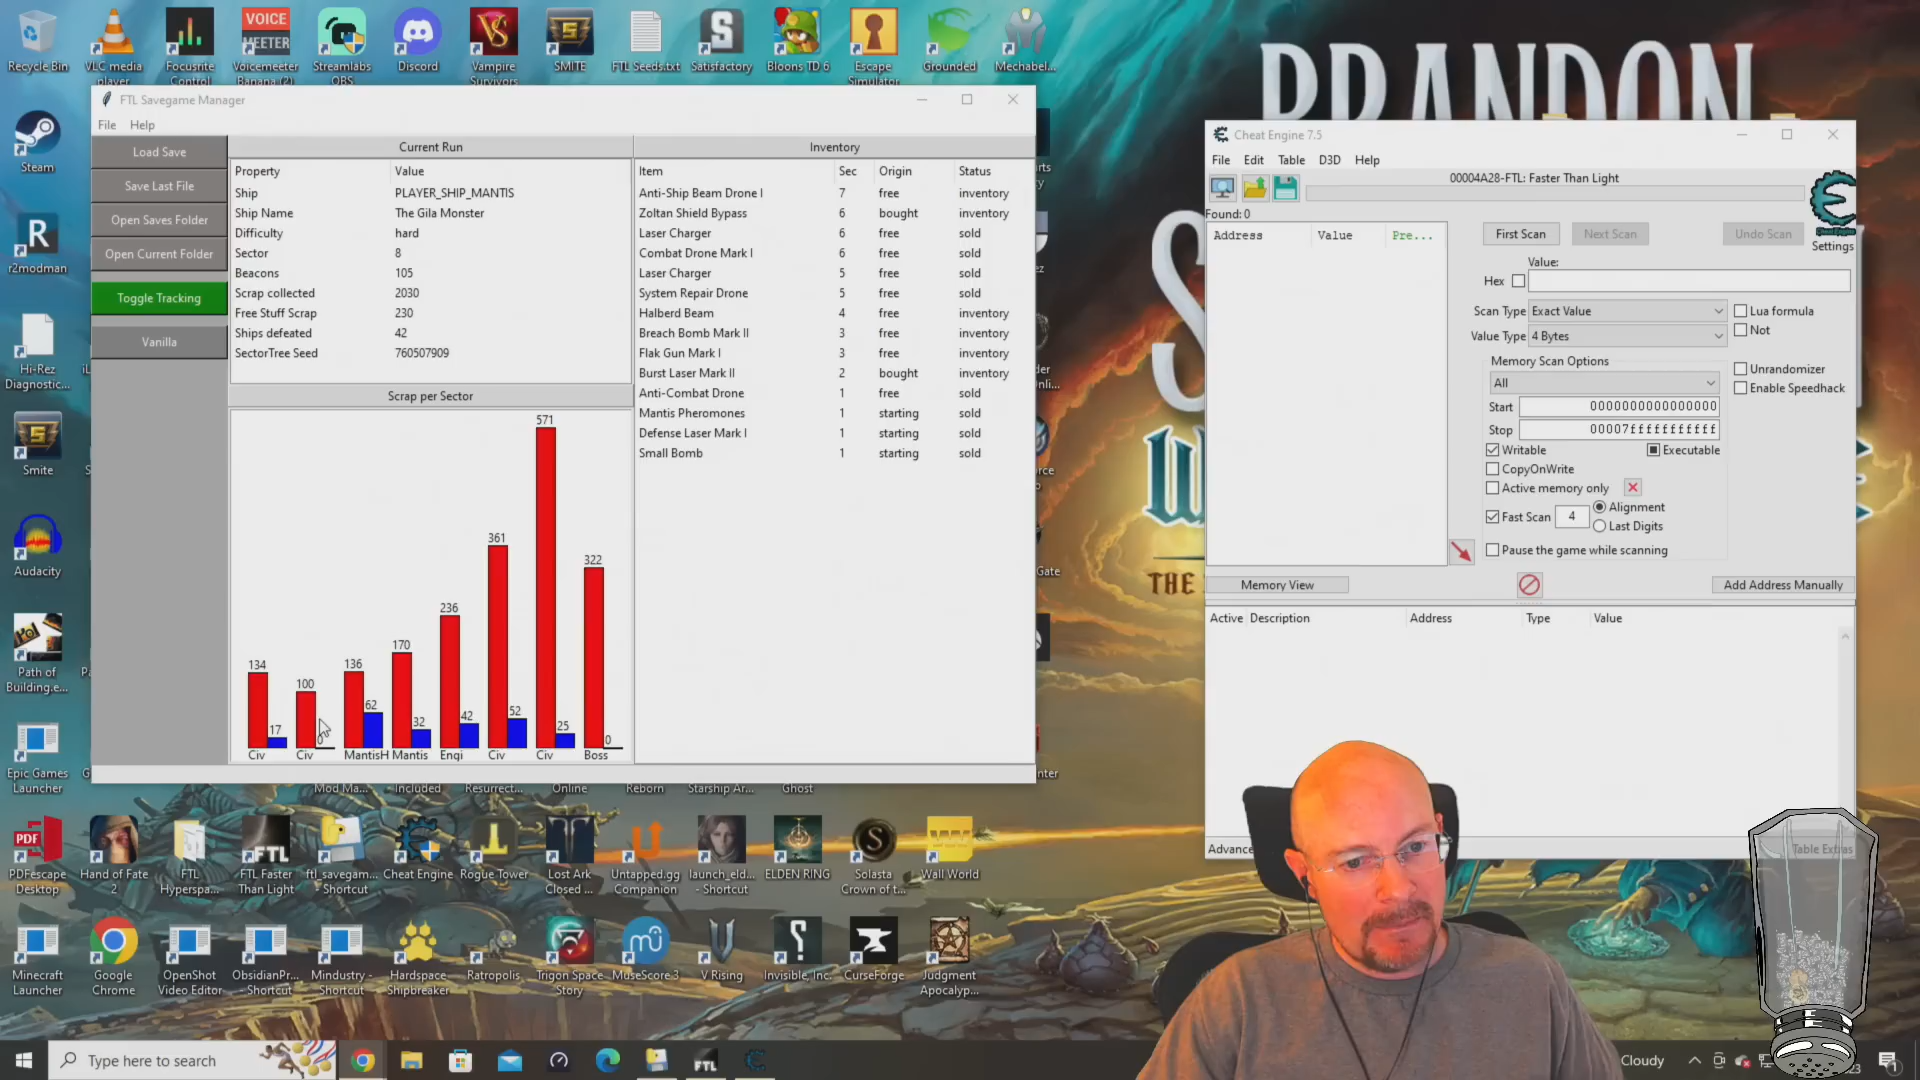 Recycle Bin
VLC media player
Focusrite Control
VOICE MEETER
Voicemeeter Banana (2)
Streamlabs OBS
Discord
Vampire Survivors
SMITE
FTL Seeds.txt
Satisfactory
Bloons TD 6
Escape Simulator
Grounded
Mechabel...
BRANDON
Steam
r2modman
Hi-Rez Diagnostic...
Smite
Audacity
Path of Building.e...
Epic Games Launcher
FTL Savegame Manager
File Help
Load Save
Save Last File
Open Saves Folder
Open Current Folder
Toggle Tracking
Vanilla
Current Run
Property Value
Ship PLAYER_SHIP_MANTIS
Ship Name The Gila Monster
Difficulty hard
Sector 8
Beacons 105
Scrap collected 2030
Free Stuff Scrap 230
Ships defeated 42
SectorTree Seed 760507909
Scrap per Sector
134 17 Civ
100 0 Civ
136 62 MantisH
170 32 Mantis
236 42 Engi
361 52 Civ
571 25 Civ
322 0 Boss
Inventory
Item Sec Origin Status
Anti-Ship Beam Drone I 7 free inventory
Zoltan Shield Bypass 6 bought inventory
Laser Charger 6 free sold
Combat Drone Mark I 6 free sold
Laser Charger 5 free sold
System Repair Drone 5 free sold
Halberd Beam 4 free inventory
Breach Bomb Mark II 3 free inventory
Flak Gun Mark I 3 free inventory
Burst Laser Mark II 2 bought inventory
Anti-Combat Drone 1 free sold
Mantis Pheromones 1 starting sold
Defense Laser Mark I 1 starting sold
Small Bomb 1 starting sold
Cheat Engine 7.5
File Edit Table D3D Help
00004A28-FTL: Faster Than Light
Found: 0
Address Value Pre...
First Scan Next Scan Undo Scan
Settings
Value:
Hex
Scan Type Exact Value
Lua formula
Not
Value Type 4 Bytes
Memory Scan Options
All
Unrandomizer
Enable Speedhack
Start 0000000000000000
Stop 00007fffffffffff
Writable Executable
CopyOnWrite
Active memory only
Fast Scan 4 Alignment
Last Digits
Pause the game while scanning
Memory View Add Address Manually
Active Description Address Type Value
Advance
Table Extras
THE
Gate
Mod Ma...
Included
Resurrect...
Online
Reborn
Starship Ar...
Ghost
PDFescape Desktop
Hand of Fate 2
FTL Hyperspa...
FTL Faster Than Light
ftl_savegam... - Shortcut
Cheat Engine
Rogue Tower
Lost Ark Closed ...
Untapped.gg Companion
launch_eld... - Shortcut
ELDEN RING
Solasta Crown of t...
Wall World
Minecraft Launcher
Google Chrome
OpenShot Video Editor
ObsidianPr... - Shortcut
Mindustry - Shortcut
Hardspace Shipbreaker
Ratropolis
Trigon Space Story
MuseScore 3
V Rising
Invisible, Inc.
CurseForge
Judgment Apocalyp...
Type here to search
Cloudy